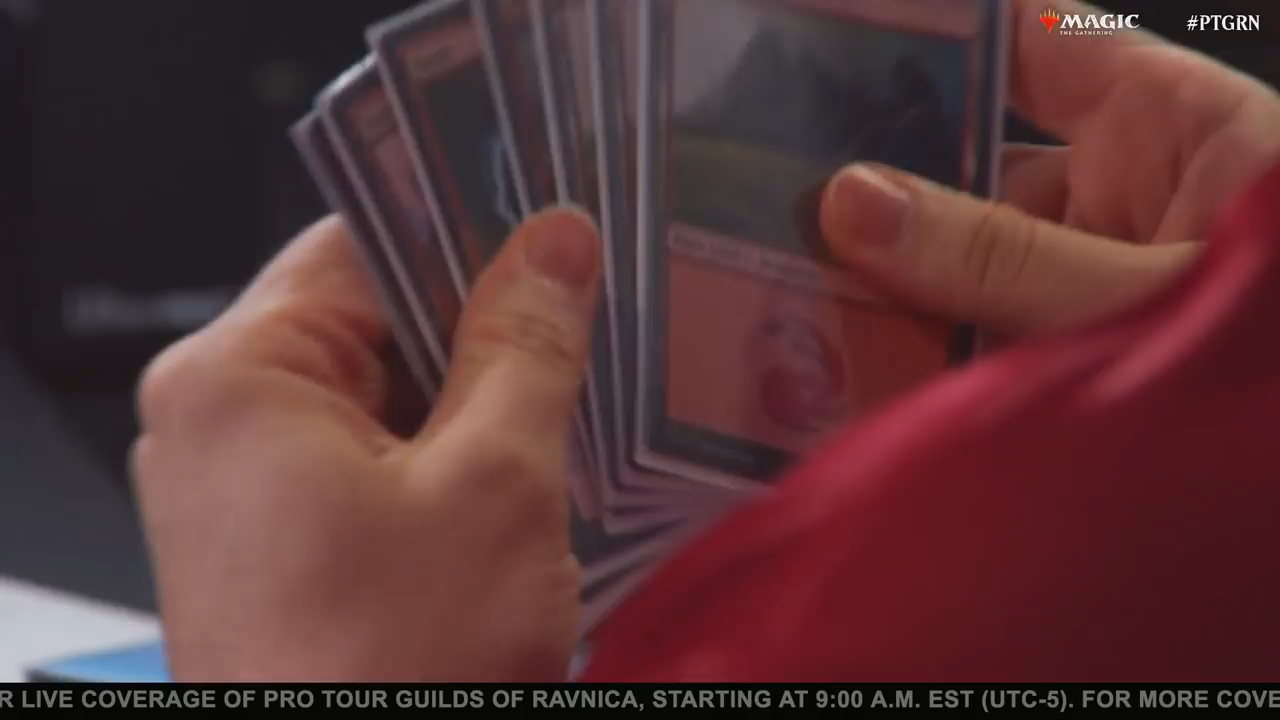 MAGIC
THE GATHERING
#PTGRN
R LIVE COVERAGE OF PRO TOUR GUILDS OF RAVNICA, STARTING AT 9:00 A.M. EST (UTC-5). FOR MORE COVE